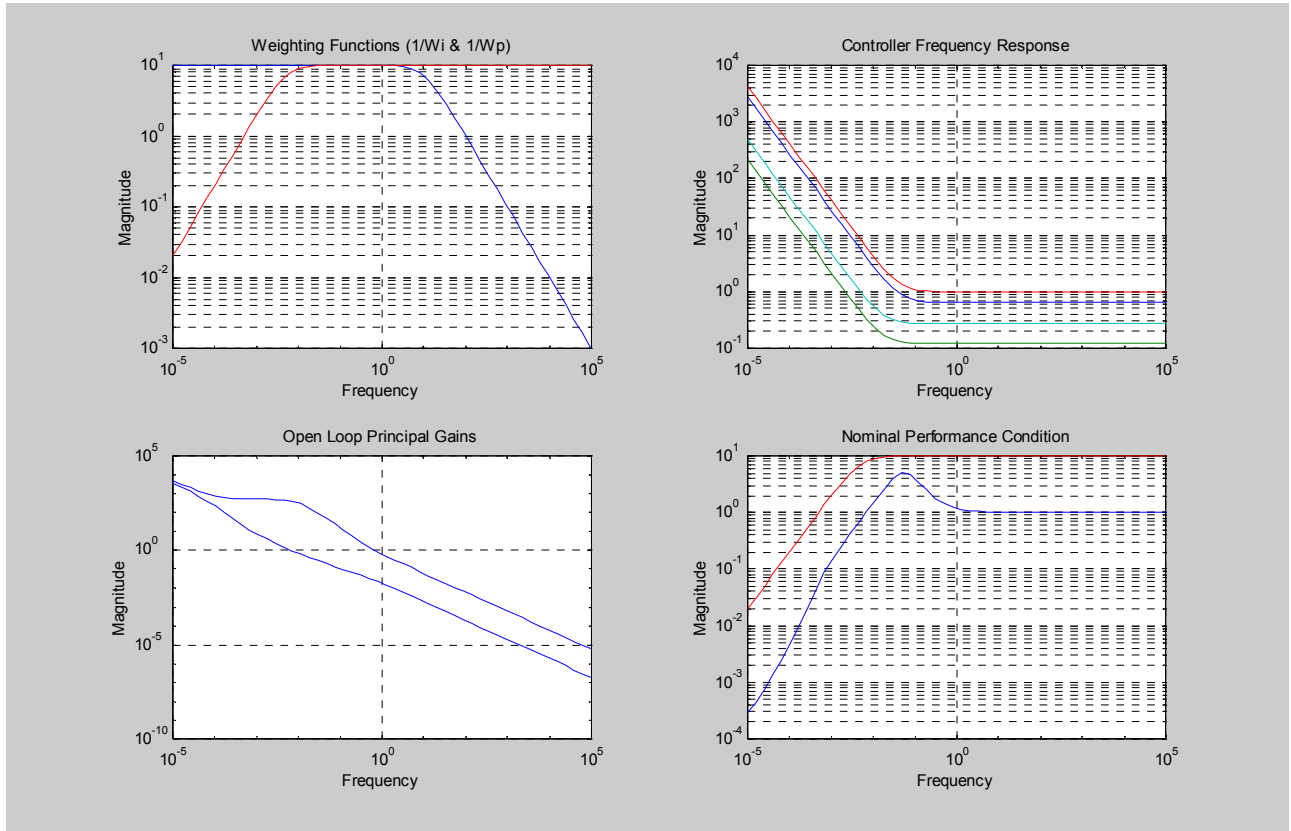 Weighting Functions (1/Wi & 1/Wp)
Magnitude
10^1
10^0
10^-1
10^-2
10^-3
10^-5
10^0
10^5
Frequency
Controller Frequency Response
Magnitude
10^4
10^3
10^2
10^1
10^0
10^-1
10^-5
10^0
10^5
Frequency
Open Loop Principal Gains
Magnitude
10^5
10^0
10^-5
10^-10
10^-5
10^0
10^5
Frequency
Nominal Performance Condition
Magnitude
10^1
10^0
10^-1
10^-2
10^-3
10^-4
10^-5
10^0
10^5
Frequency